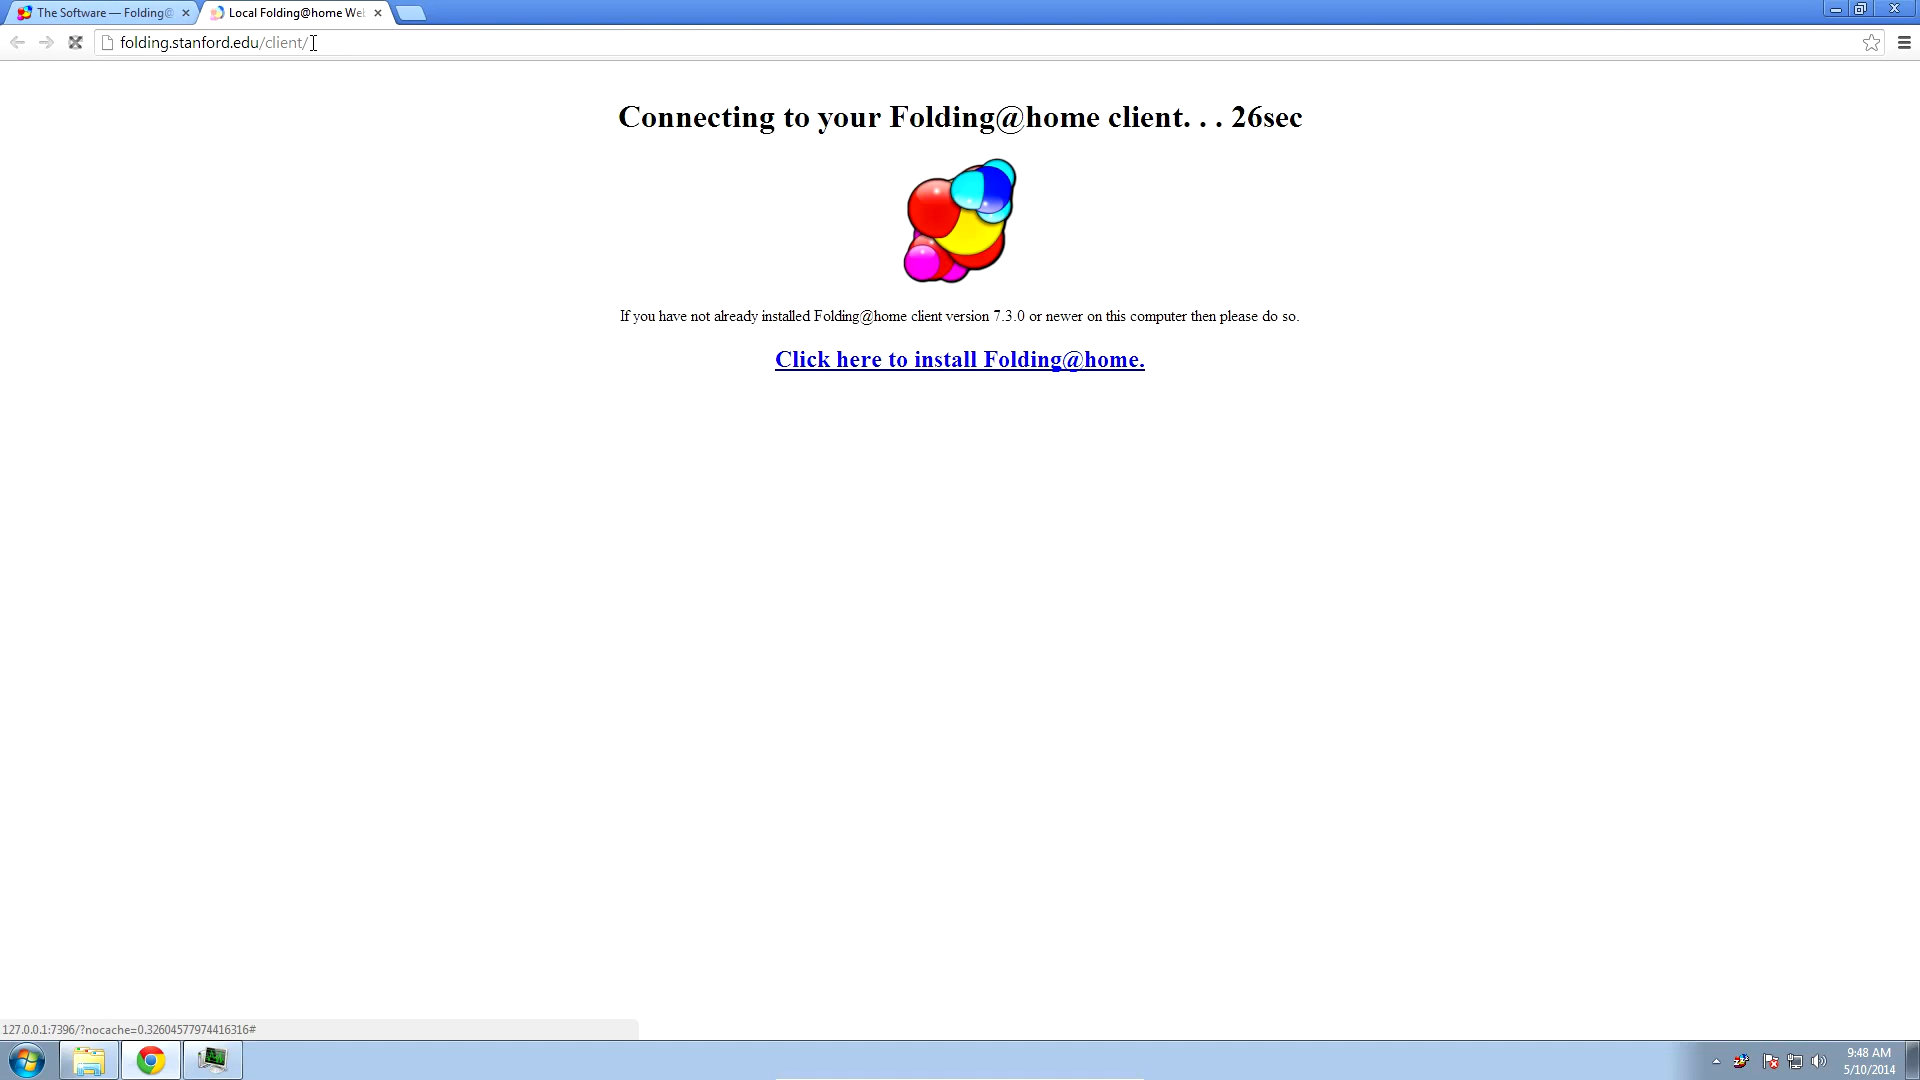 The Software — Folding@
Local Folding@home We
folding.stanford.edu/client/
Connecting to your Folding@home client. . . 26sec
If you have not already installed Folding@home client version 7.3.0 or newer on this computer then please do so.
Click here to install Folding@home.
127.0.0.1:7396/?nocache=0.32604577974416316#
9:48 AM
5/10/2014